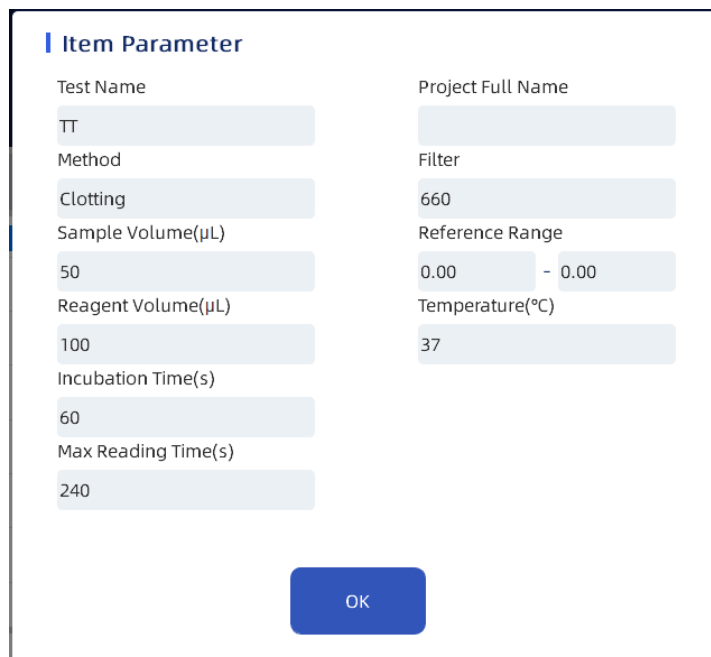 Item Parameter
Test Name
TT
Project Full Name
Method
Clotting
Filter
660
Sample Volume(μL)
50
Reference Range
0.00 - 0.00
Reagent Volume(μL)
100
Temperature(℃)
37
Incubation Time(s)
60
Max Reading Time(s)
240
OK